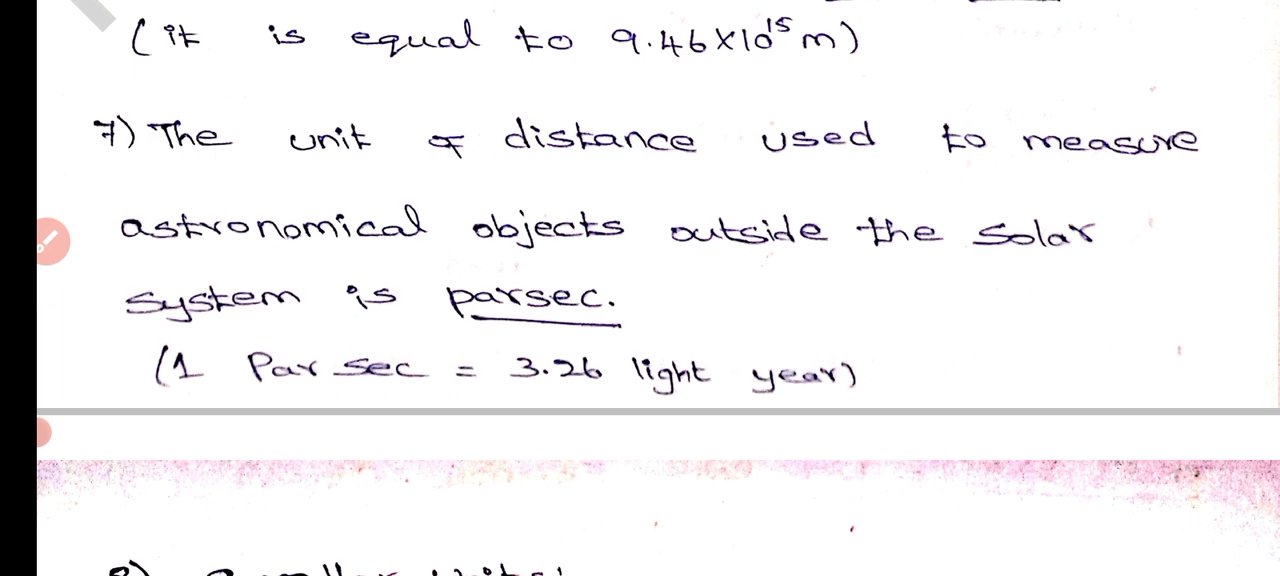 (it is equal to 9.46×10¹⁵ m)
7) The unit of distance used to measure
astronomical objects outside the solar
system is parsec.
(1 Par sec = 3.26 light year)